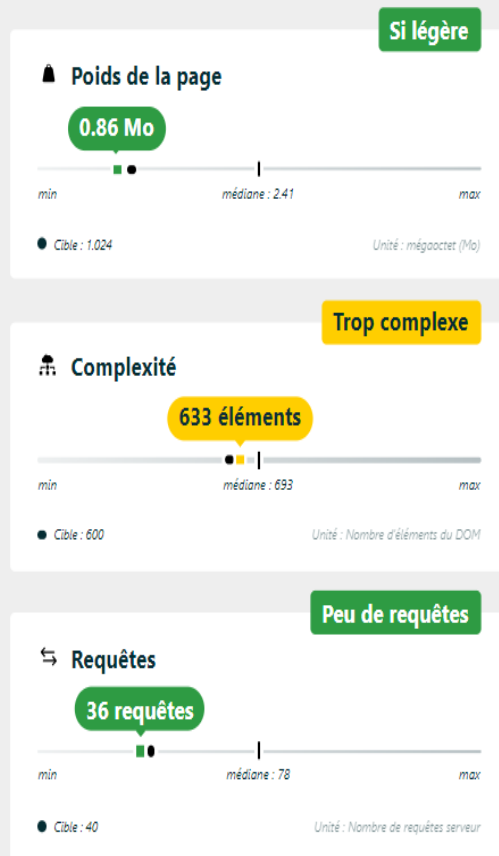 Si légère
Poids de la page
0.86 Mo
min médiane : 2.41 max
Cible : 1.024 Unité : mégaoctet (Mo)
Trop complexe
Complexité
633 éléments
min médiane : 693 max
Cible : 600 Unité : Nombre d'éléments du DOM
Peu de requêtes
Requêtes
36 requêtes
min médiane : 78 max
Cible : 40 Unité : Nombre de requêtes serveur